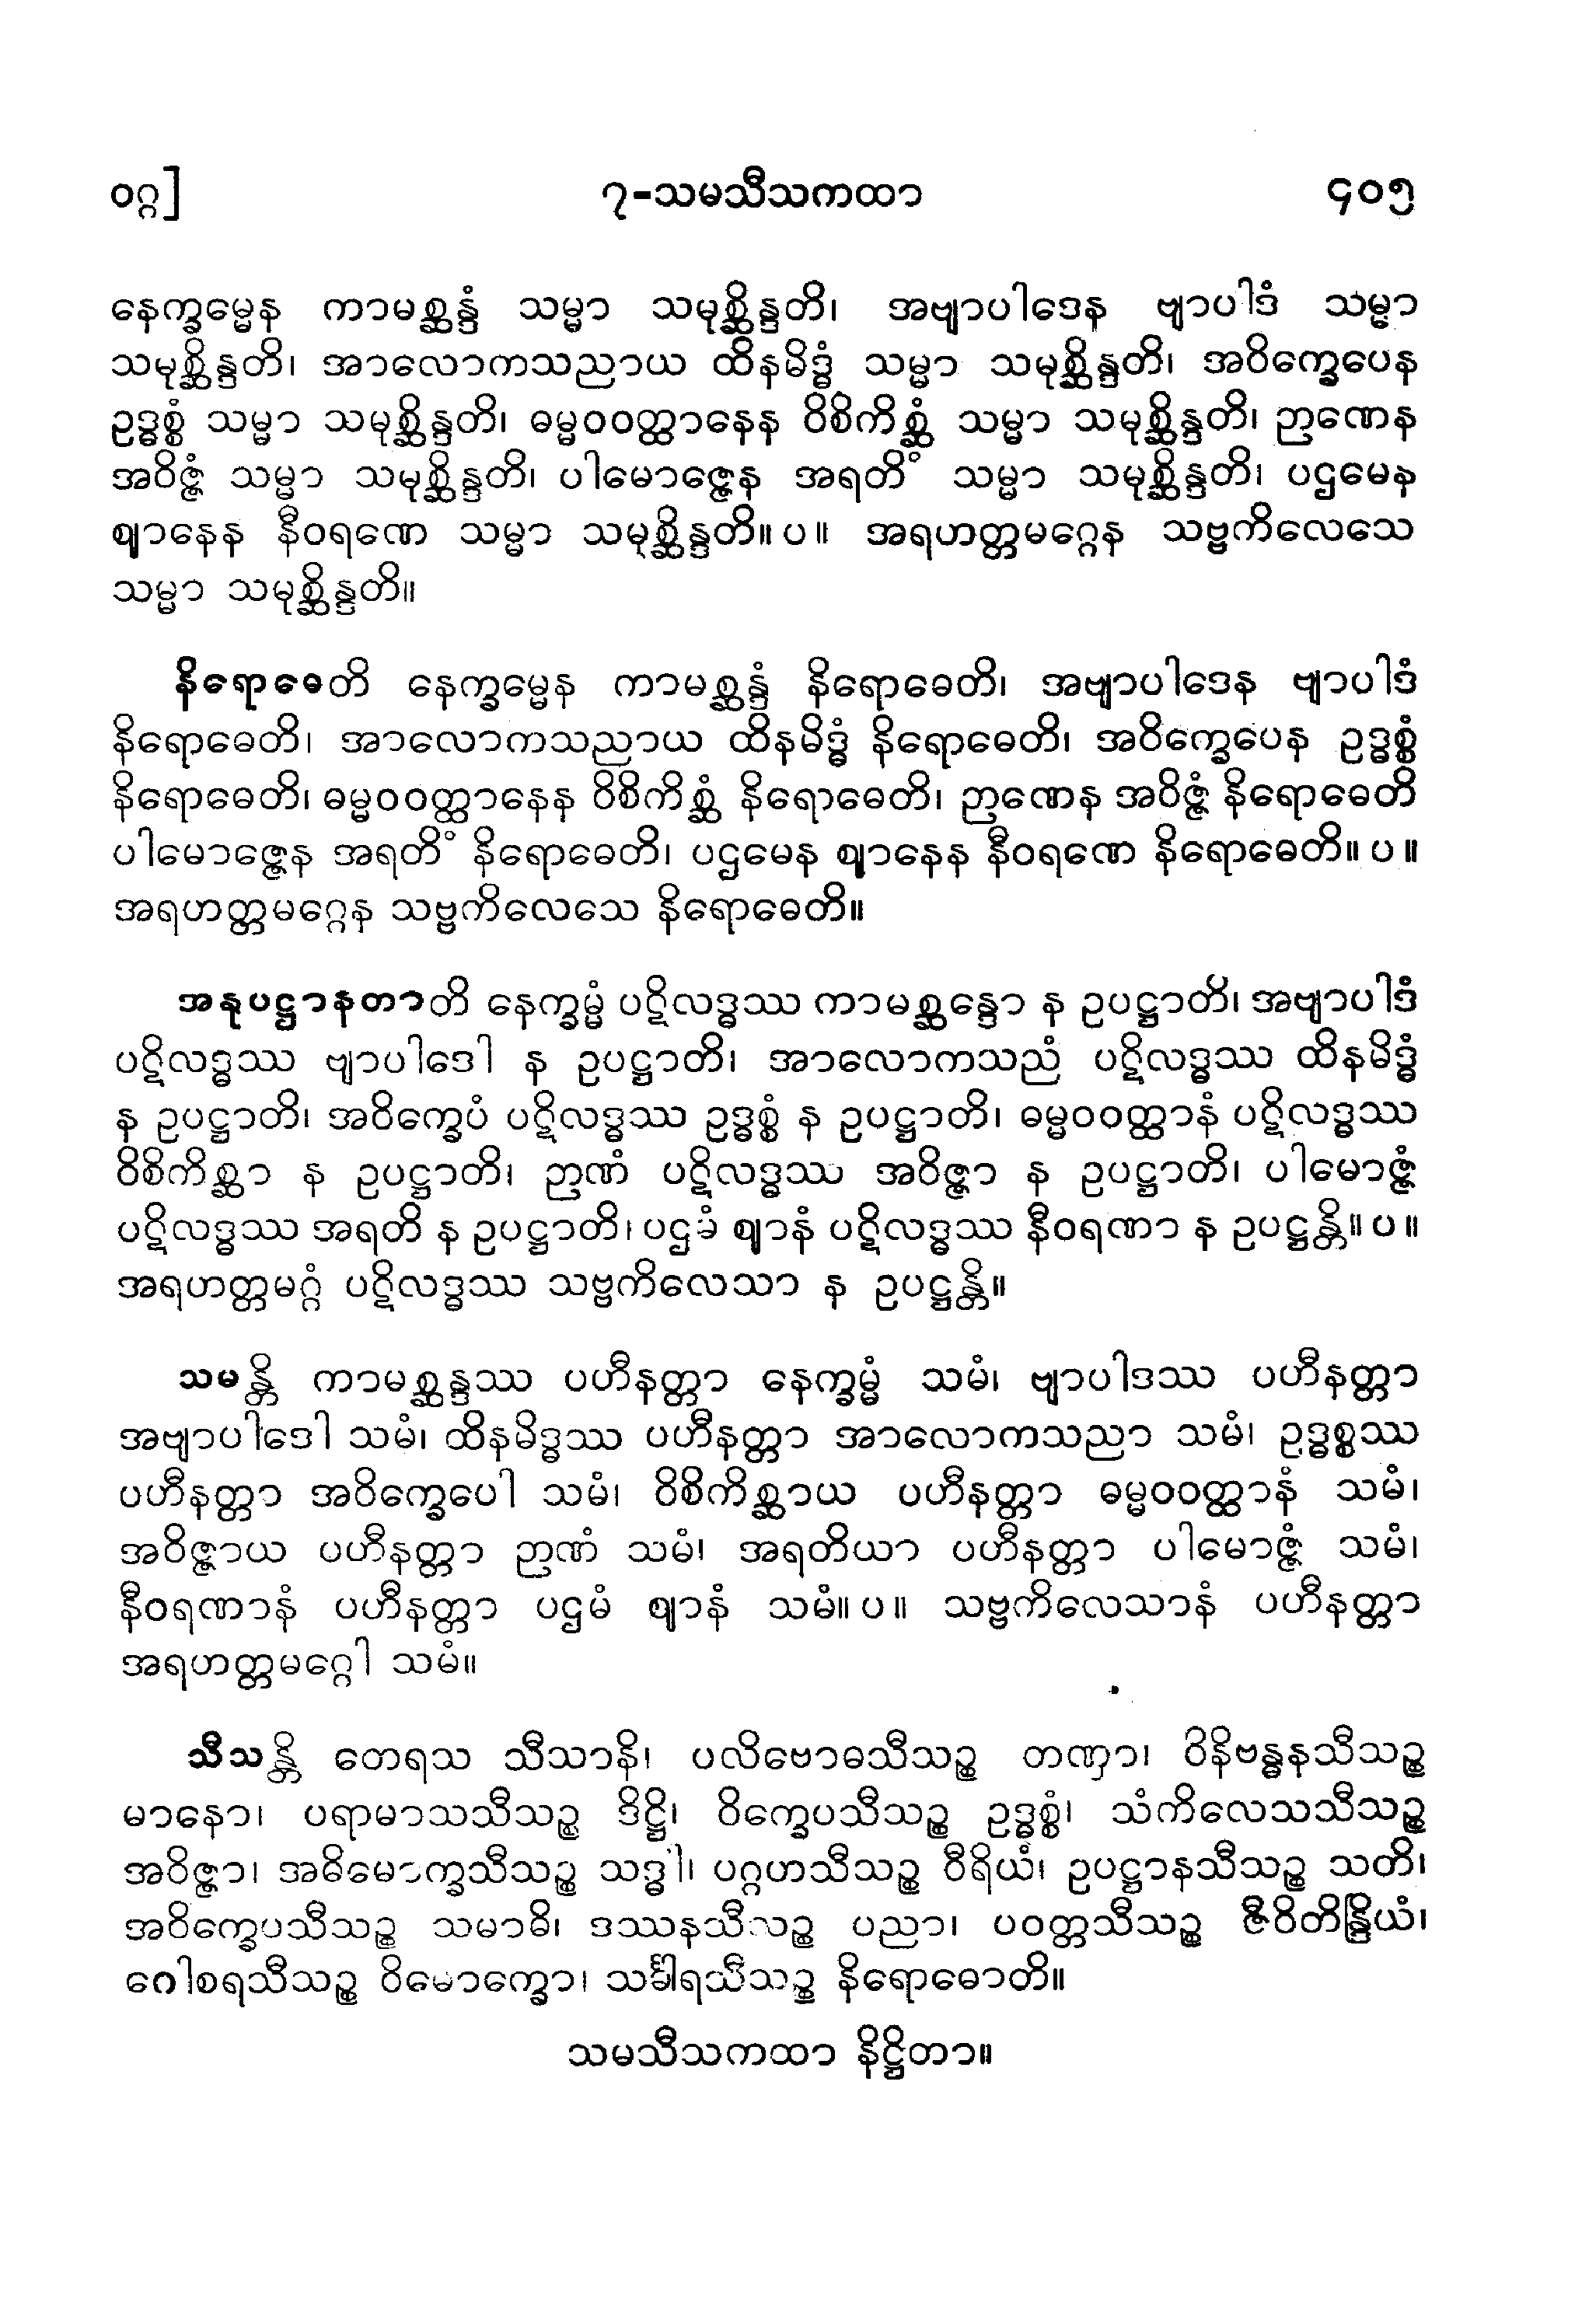 ဝဂ္ဂ] ၇-သမသီသကထာ ၄၀၅
နေက္ခမ္မေန ကာမစ္ဆန္ဒံ သမ္မာ သမုစ္ဆိန္ဒတိ၊ အဗျာပါဒေန ဗျာပါဒံ သမ္မာ
သမုစ္ဆိန္ဒတိ၊ အာလောကသညာယ ထိနမိဒ္ဓံ သမ္မာ သမုစ္ဆိန္ဒတိ၊ အဝိက္ခေပေန
ဥဒ္ဓစ္စံ သမ္မာ သမုစ္ဆိန္ဒတိ၊ ဓမ္မဝဝတ္ထာနေန ဝိစိကိစ္ဆံ သမ္မာ သမုစ္ဆိန္ဒတိ၊ ဉာဏေန
အဝိဇ္ဇံ သမ္မာ သမုစ္ဆိန္ဒတိ၊ ပါမောဇ္ဇေန အရတိံ သမ္မာ သမုစ္ဆိန္ဒတိ၊ ပဌမေန
ဈာနေန နီဝရဏေ သမ္မာ သမုစ္ဆိန္ဒတိ။ ပ ။ အရဟတ္တမဂ္ဂေန သဗ္ဗကိလေသေ
သမ္မာ သမုစ္ဆိန္ဒတိ။
နိရောဓေတိ နေက္ခမ္မေန ကာမစ္ဆန္ဒံ နိရောဓေတိ၊ အဗျာပါဒေန ဗျာပါဒံ
နိရောဓေတိ၊ အာလောကသညာယ ထိနမိဒ္ဓံ နိရောဓေတိ၊ အဝိက္ခေပေန ဥဒ္ဓစ္စံ
နိရောဓေတိ၊ ဓမ္မဝဝတ္ထာနေန ဝိစိကိစ္ဆံ နိရောဓေတိ၊ ဉာဏေန အဝိဇ္ဇံ နိရောဓေတိ
ပါမောဇ္ဇေန အရတိံ နိရောဓေတိ၊ ပဌမေန ဈာနေန နီဝရဏေ နိရောဓေတိ။ ပ ။
အရဟတ္တမဂ္ဂေန သဗ္ဗကိလေသေ နိရောဓေတိ။
အနုပဋ္ဌာနတာတိ နေက္ခမ္မံ ပဋိလဒ္ဓဿ ကာမစ္ဆန္ဒော န ဥပဋ္ဌာတိ၊ အဗျာပါဒံ
ပဋိလဒ္ဓဿ ဗျာပါဒေါ န ဥပဋ္ဌာတိ၊ အာလောကသညံ ပဋိလဒ္ဓဿ ထိနမိဒ္ဓံ
န ဥပဋ္ဌာတိ၊ အဝိက္ခေပံ ပဋိလဒ္ဓဿ ဥဒ္ဓစ္စံ န ဥပဋ္ဌာတိ၊ ဓမ္မဝဝတ္ထာနံ ပဋိလဒ္ဓဿ
ဝိစိကိစ္ဆာ န ဥပဋ္ဌာတိ၊ ဉာဏံ ပဋိလဒ္ဓဿ အဝိဇ္ဇာ န ဥပဋ္ဌာတိ၊ ပါမောဇ္ဇံ
ပဋိလဒ္ဓဿ အရတိ န ဥပဋ္ဌာတိ၊ ပဌမံ ဈာနံ ပဋိလဒ္ဓဿ နီဝရဏာ န ဥပဋ္ဌန္တိ။ ပ ။
အရဟတ္တမဂ္ဂံ ပဋိလဒ္ဓဿ သဗ္ဗကိလေသာ န ဥပဋ္ဌန္တိ။
သမန္တိ ကာမစ္ဆန္ဒဿ ပဟီနတ္တာ နေက္ခမ္မံ သမံ၊ ဗျာပါဒဿ ပဟီနတ္တာ
အဗျာပါဒေါ သမံ၊ ထိနမိဒ္ဓဿ ပဟီနတ္တာ အာလောကသညာ သမံ၊ ဥဒ္ဓစ္စဿ
ပဟီနတ္တာ အဝိက္ခေပေါ သမံ၊ ဝိစိကိစ္ဆာယ ပဟီနတ္တာ ဓမ္မဝဝတ္ထာနံ သမံ၊
အဝိဇ္ဇာယ ပဟီနတ္တာ ဉာဏံ သမံ၊ အရတိယာ ပဟီနတ္တာ ပါမောဇ္ဇံ သမံ၊
နီဝရဏာနံ ပဟီနတ္တာ ပဌမံ ဈာနံ သမံ။ ပ ။ သဗ္ဗကိလေသာနံ ပဟီနတ္တာ
အရဟတ္တမဂ္ဂေါ သမံ။
သီသန္တိ တေရသ သီသာနိ၊ ပလိဗောဓသီသဉ္စ တဏှာ၊ ဝိနိဗန္ဓနသီသဉ္စ
မာနော၊ ပရာမာသသီသဉ္စ ဒိဋ္ဌိ၊ ဝိက္ခေပသီသဉ္စ ဥဒ္ဓစ္စံ၊ သံကိလေသသီသဉ္စ
အဝိဇ္ဇာ၊ အဓိမောက္ခသီသဉ္စ သဒ္ဓါ၊ ပဂ္ဂဟသီသဉ္စ ဝီရိယံ၊ ဥပဋ္ဌာနသီသဉ္စ သတိ၊
အဝိက္ခေပသီသဉ္စ သမာဓိ၊ ဒဿနသီသဉ္စ ပညာ၊ ပဝတ္တသီသဉ္စ ဇီဝိတိန္ဒြိယံ၊
ဂေါစရသီသဉ္စ ဝိမောက္ခော၊ သင်္ခါရသီသဉ္စ နိရောဓောတိ။
သမသီသကထာ နိဋ္ဌိတာ။